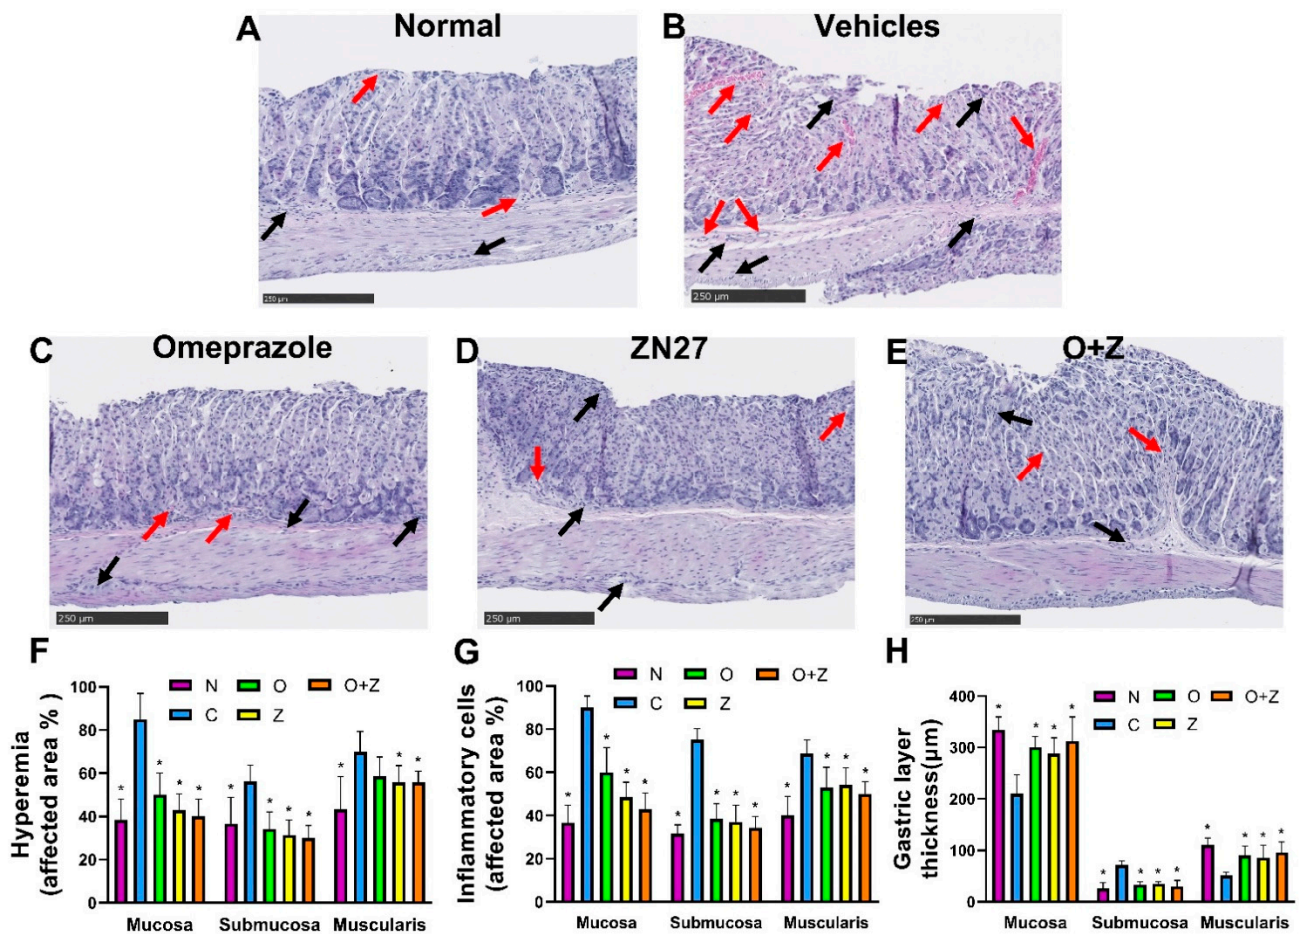 A Normal
B Vehicles
250 µm
250 µm
C Omeprazole
D ZN27
E O+Z
250 µm
250 µm
250 µm
F
N O O+Z
C Z
Hyperemia
(affected area % )
100
80
60
40
20
0
* * * * * * * * * * *
Mucosa Submucosa Muscularis
G
N O O+Z
C Z
Inflammatory cells
(afffected area %)
100
80
60
40
20
0
* * * * * * * * * * * *
Mucosa Submucosa Muscularis
H
N O O+Z
C Z
Gastric layer
thickness(µm)
400
300
200
100
0
* * * * * * * * * * * *
Mucosa Submucosa Muscularis